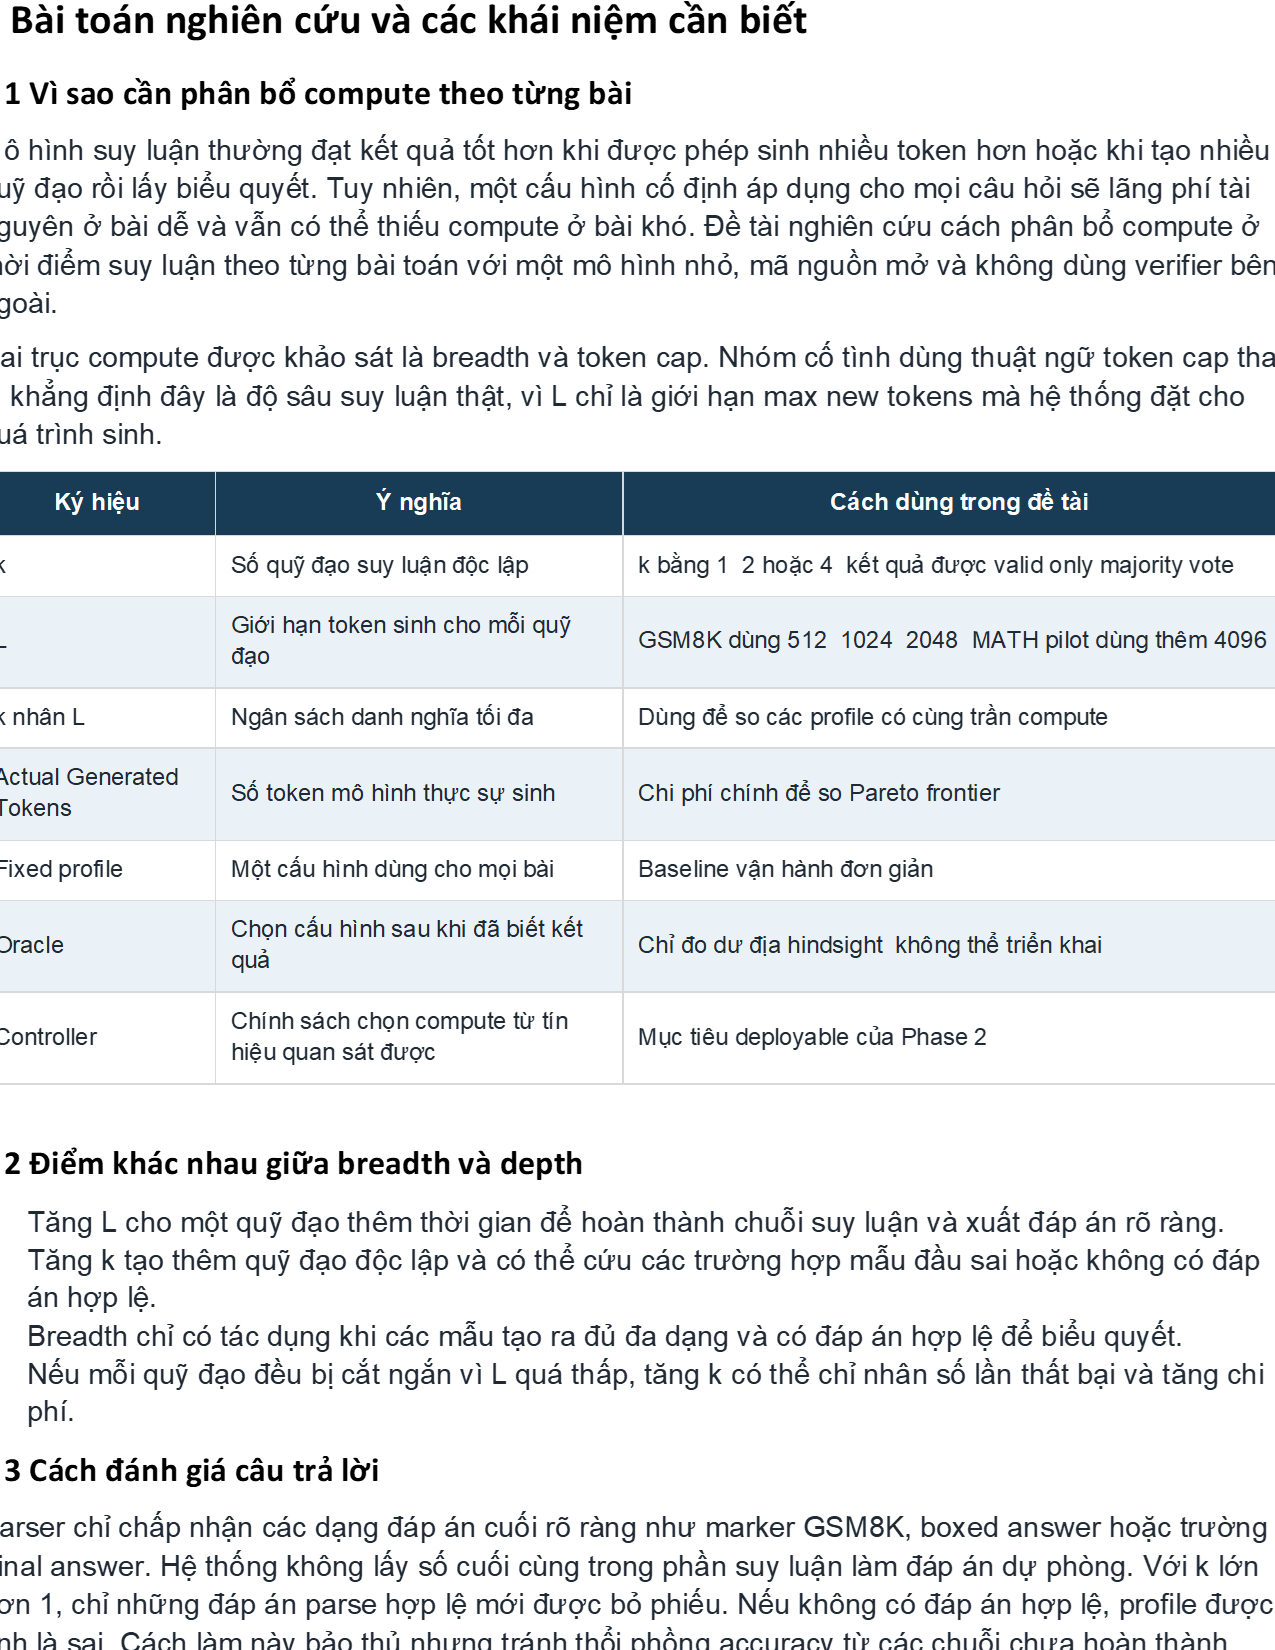 Bài toán nghiên cứu và các khái niệm cần biết
1 Vì sao cần phân bổ compute theo từng bài
ô hình suy luận thường đạt kết quả tốt hơn khi được phép sinh nhiều token hơn hoặc khi tạo nhiều
uỹ đạo rồi lấy biểu quyết. Tuy nhiên, một cấu hình cố định áp dụng cho mọi câu hỏi sẽ lãng phí tài
guyên ở bài dễ và vẫn có thể thiếu compute ở bài khó. Đề tài nghiên cứu cách phân bổ compute ở
hời điểm suy luận theo từng bài toán với một mô hình nhỏ, mã nguồn mở và không dùng verifier bên
goài.
ai trục compute được khảo sát là breadth và token cap. Nhóm cố tình dùng thuật ngữ token cap tha
khẳng định đây là độ sâu suy luận thật, vì L chỉ là giới hạn max new tokens mà hệ thống đặt cho
uá trình sinh.
Ký hiệu Ý nghĩa Cách dùng trong đề tài
k Số quỹ đạo suy luận độc lập k bằng 1 2 hoặc 4 kết quả được valid only majority vote
L Giới hạn token sinh cho mỗi quỹ
đạo GSM8K dùng 512 1024 2048 MATH pilot dùng thêm 4096
k nhân L Ngân sách danh nghĩa tối đa Dùng để so các profile có cùng trần compute
Actual Generated
Tokens Số token mô hình thực sự sinh Chi phí chính để so Pareto frontier
Fixed profile Một cấu hình dùng cho mọi bài Baseline vận hành đơn giản
Oracle Chọn cấu hình sau khi đã biết kết
quả Chỉ đo dư địa hindsight không thể triển khai
Controller Chính sách chọn compute từ tín
hiệu quan sát được Mục tiêu deployable của Phase 2
2 Điểm khác nhau giữa breadth và depth
Tăng L cho một quỹ đạo thêm thời gian để hoàn thành chuỗi suy luận và xuất đáp án rõ ràng.
Tăng k tạo thêm quỹ đạo độc lập và có thể cứu các trường hợp mẫu đầu sai hoặc không có đáp
án hợp lệ.
Breadth chỉ có tác dụng khi các mẫu tạo ra đủ đa dạng và có đáp án hợp lệ để biểu quyết.
Nếu mỗi quỹ đạo đều bị cắt ngắn vì L quá thấp, tăng k có thể chỉ nhân số lần thất bại và tăng chi
phí.
3 Cách đánh giá câu trả lời
arser chỉ chấp nhận các dạng đáp án cuối rõ ràng như marker GSM8K, boxed answer hoặc trường
inal answer. Hệ thống không lấy số cuối cùng trong phần suy luận làm đáp án dự phòng. Với k lớn
ơn 1, chỉ những đáp án parse hợp lệ mới được bỏ phiếu. Nếu không có đáp án hợp lệ, profile được
nh là sai. Cách làm này bảo thủ nhưng tránh thổi phồng accuracy từ các chuỗi chưa hoàn thành